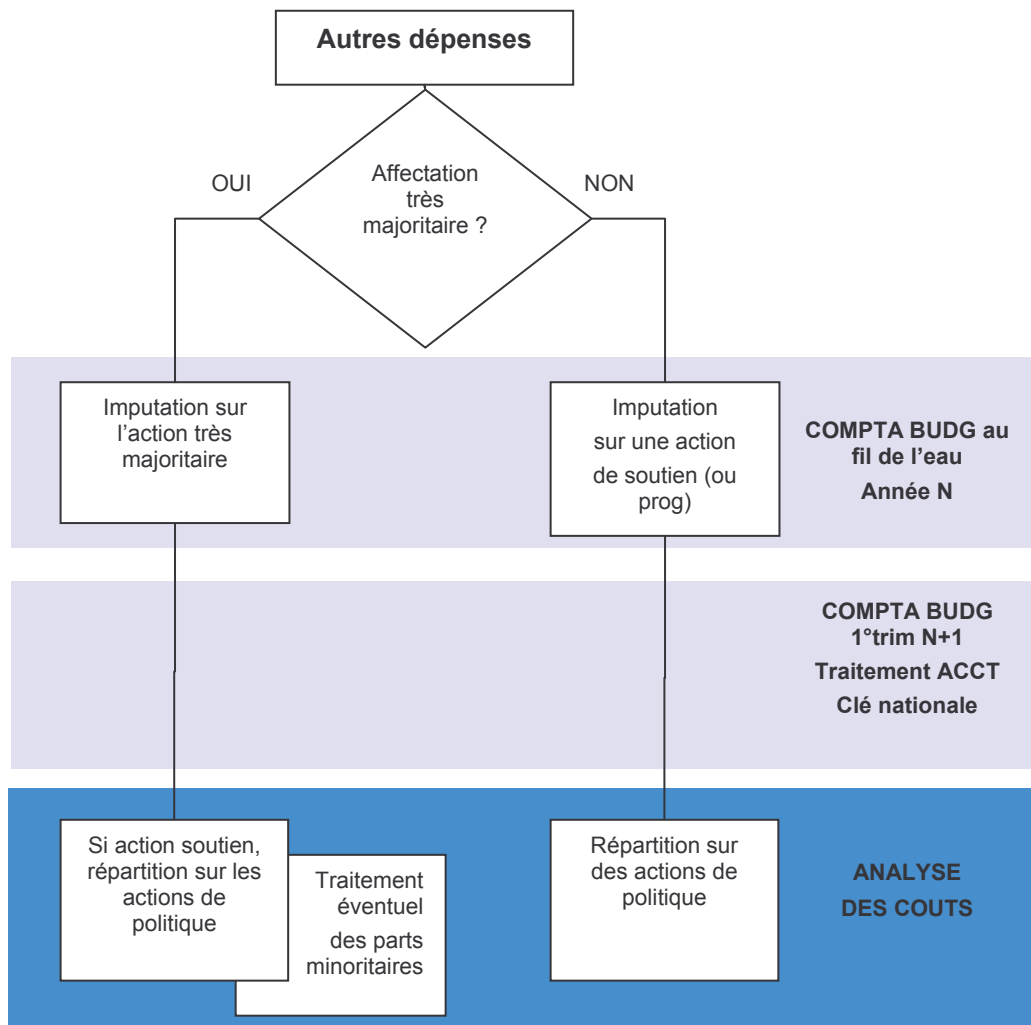 Autres dépenses
OUI
Affectation
très
majoritaire ?
NON
Imputation sur
l’action très
majoritaire
Imputation
sur une action
de soutien (ou
prog)
COMPTA BUDG au
fil de l’eau
Année N
COMPTA BUDG
1°trim N+1
Traitement ACCT
Clé nationale
Si action soutien,
répartition sur les
actions de
politique
Traitement
éventuel
des parts
minoritaires
Répartition sur
des actions de
politique
ANALYSE
DES COUTS